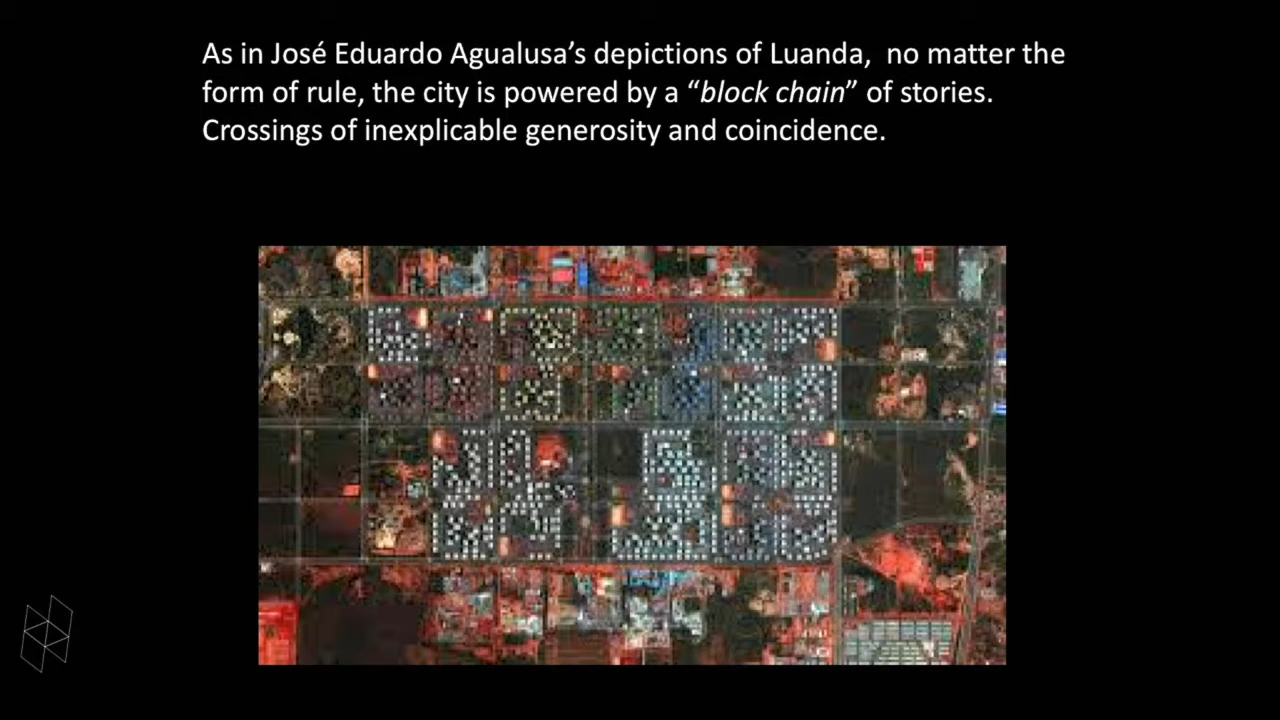 As in José Eduardo Agualusa’s depictions of Luanda,  no matter the
form of rule, the city is powered by a “block chain” of stories.
Crossings of inexplicable generosity and coincidence.